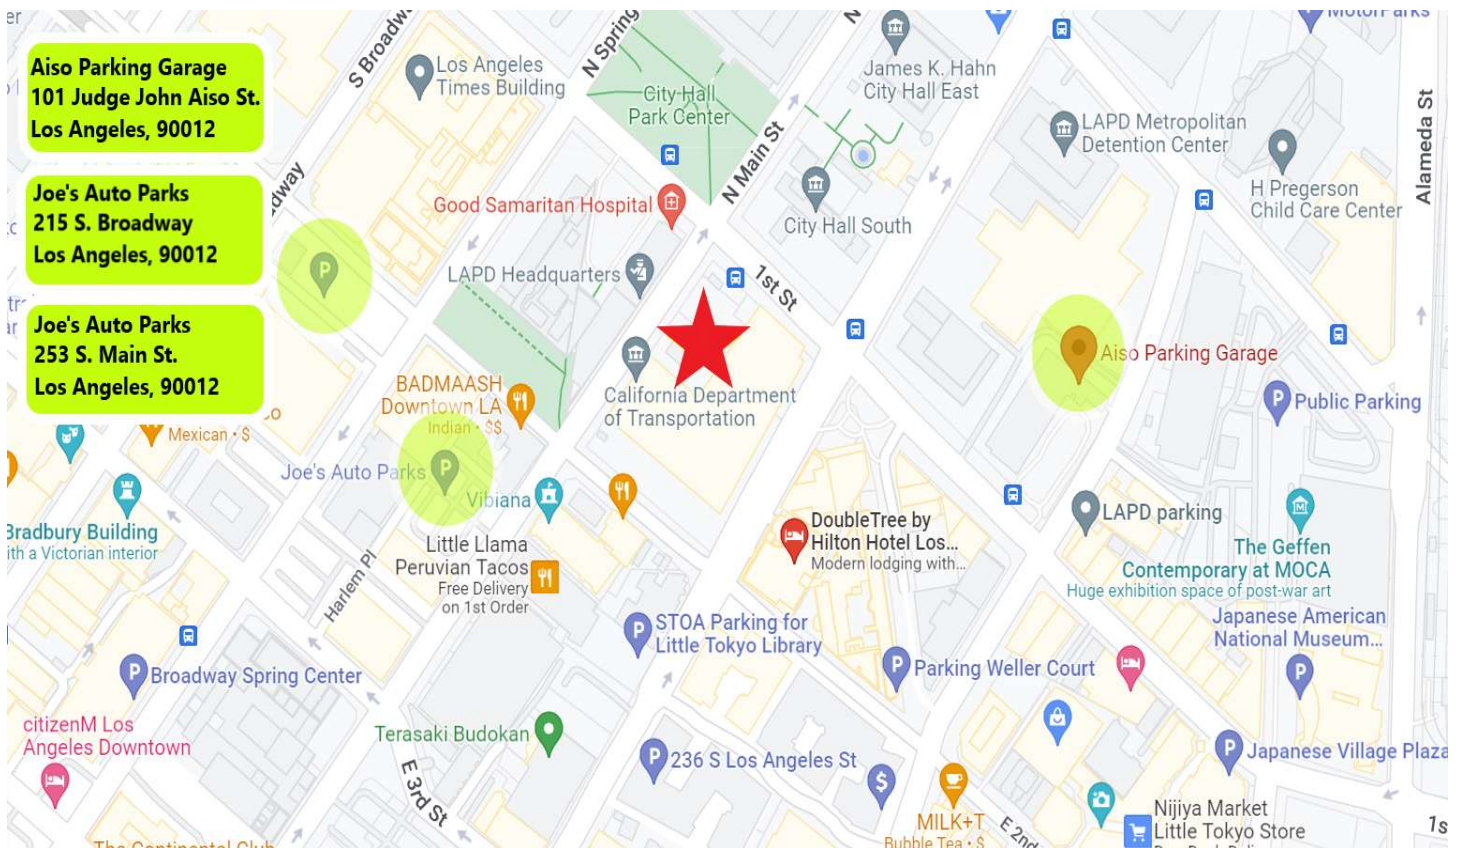 Aiso Parking Garage
101 Judge John Aiso St.
Los Angeles, 90012
Joe's Auto Parks
215 S. Broadway
Los Angeles, 90012
Joe's Auto Parks
253 S. Main St.
Los Angeles, 90012
N Spring
Los Angeles
Times Building
City Hall
Park Center
James K. Hahn
City Hall East
MotorParks
LAPD Metropolitan
Detention Center
H Pregerson
Child Care Center
Alameda St
N Main St
Good Samaritan Hospital
City Hall South
LAPD Headquarters
1st St
California Department
of Transportation
Aiso Parking Garage
Public Parking
BADMAASH
Downtown LA
Indian • $$
Mexican • $
Joe's Auto Parks
Vibiana
Bradbury Building
ith a Victorian interior
Little Llama
Peruvian Tacos
Free Delivery
on 1st Order
Harlem Pl
DoubleTree by
Hilton Hotel Los...
Modern lodging with...
LAPD parking
The Geffen
Contemporary at MOCA
Huge exhibition space of post-war art
Japanese American
National Museum...
STOA Parking for
Little Tokyo Library
Parking Weller Court
Broadway Spring Center
citizenM Los
Angeles Downtown
Terasaki Budokan
236 S Los Angeles St
Japanese Village Plaza
E 3rd St
MILK+T
Bubble Tea • $
E 2nd
Nijiya Market
Little Tokyo Store
1s
The Continental Club